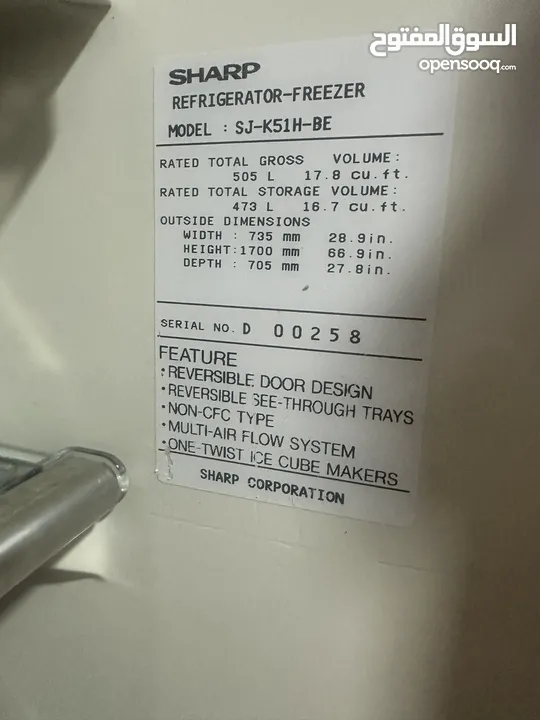 السوق المفتوح
opensooq.com
SHARP
REFRIGERATOR-FREEZER
MODEL : SJ-K51H-BE
RATED TOTAL GROSS VOLUME:
505 L 17.8 cu.ft.
RATED TOTAL STORAGE VOLUME:
473 L 16.7 cu.ft.
OUTSIDE DIMENSIONS
WIDTH : 735 mm 28.9in.
HEIGHT:1700 mm 66.9in.
DEPTH : 705 mm 27.8in.
SERIAL NO. D 00258
FEATURE
•REVERSIBLE DOOR DESIGN
•REVERSIBLE SEE-THROUGH TRAYS
•NON-CFC TYPE
•MULTI-AIR FLOW SYSTEM
•ONE-TWIST ICE CUBE MAKERS
SHARP CORPORATION